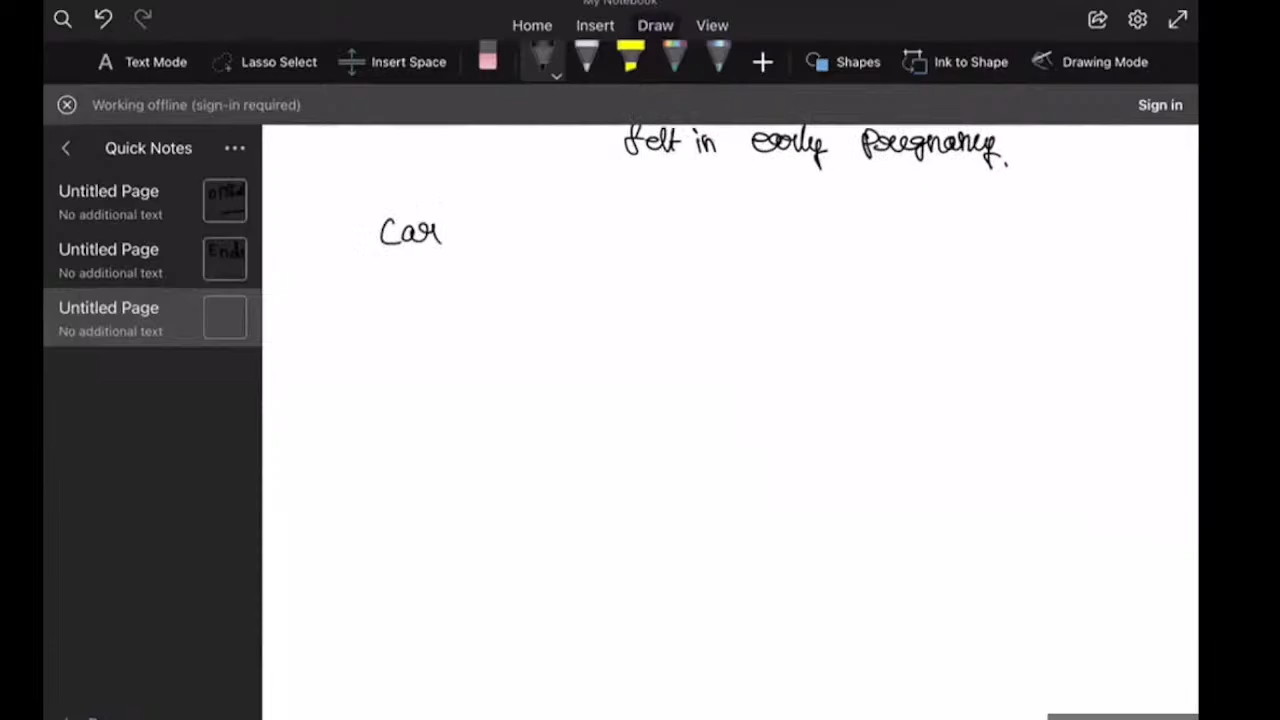 My Notebook
Home Insert Draw View
A Text Mode Lasso Select Insert Space Shapes Ink to Shape Drawing Mode
Working offline (sign-in required) Sign in
Quick Notes
Untitled Page
No additional text
Untitled Page
No additional text
Untitled Page
No additional text
felt in early pregnancy.
Car